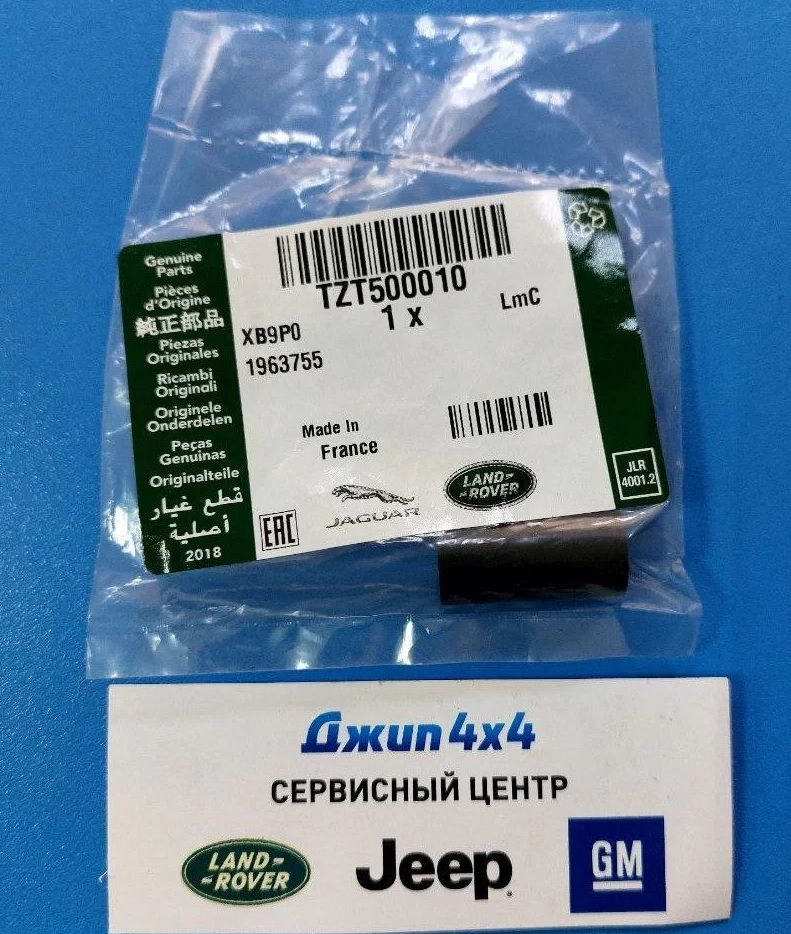 Genuine
Parts
Pièces
d'Origine
純正部品
Piezas
Originales
Ricambi
Originali
Originele
Onderdelen
Peças
Genuinas
Originalteile
قطع غيار
أصلية
2018
TZT500010
1 x
LmC
XB9P0
1963755
Made In
France
EAC
JAGUAR
LAND-
-ROVER
JLR
4001.2
Джип 4x4
СЕРВИСНЫЙ ЦЕНТР
LAND-
-ROVER
Jeep
GM